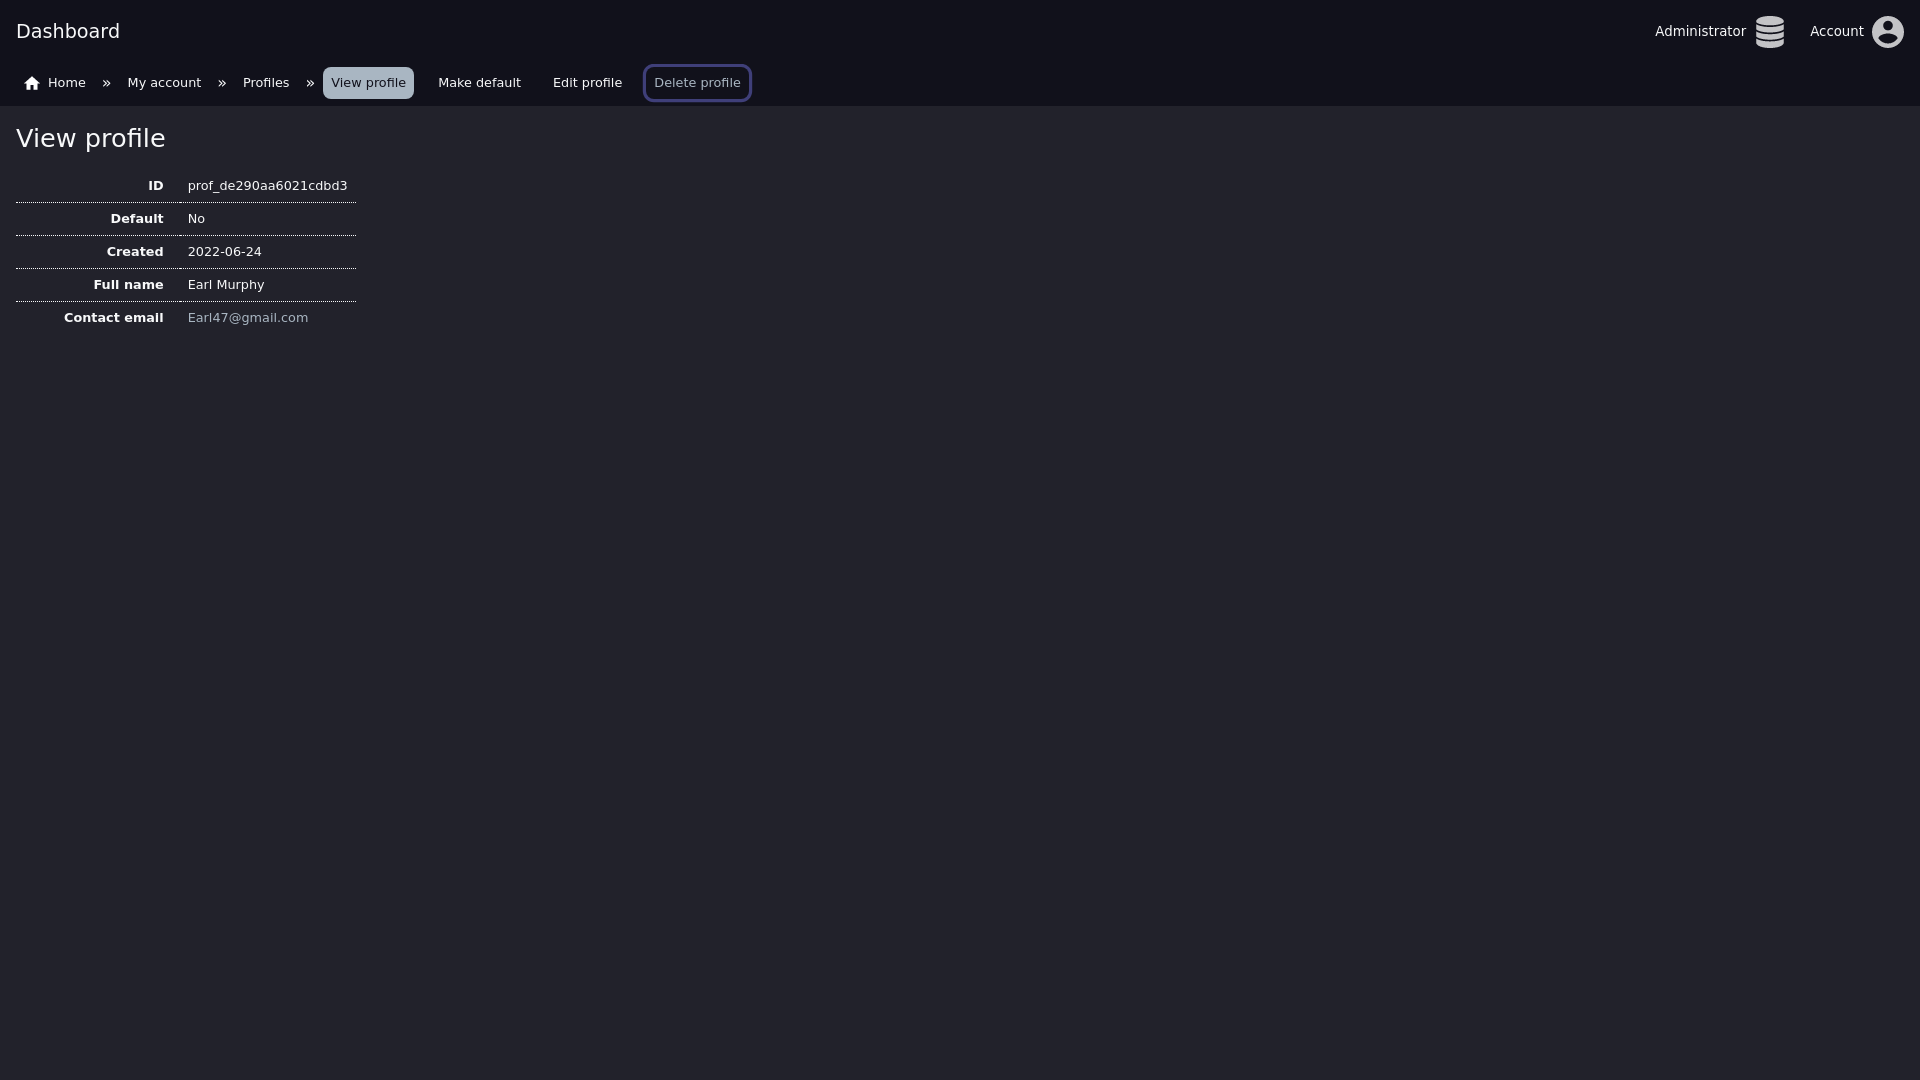 Dashboard
Administrator
Account
Home » My account » Profiles » View profile Make default Edit profile Delete profile
View profile
ID prof_de290aa6021cdbd3
Default No
Created 2022-06-24
Full name Earl Murphy
Contact email Earl47@gmail.com